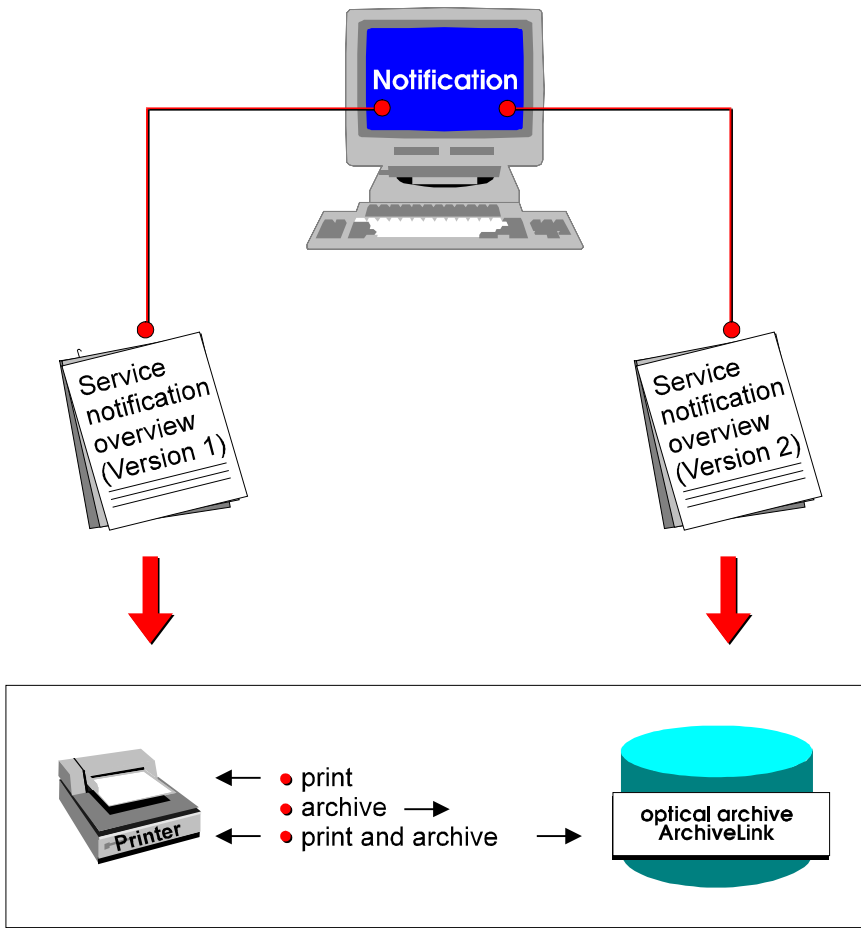 Notification
Service
notification
overview
(Version 1)
Service
notification
overview
(Version 2)
print
archive
print and archive
Printer
optical archive
ArchiveLink